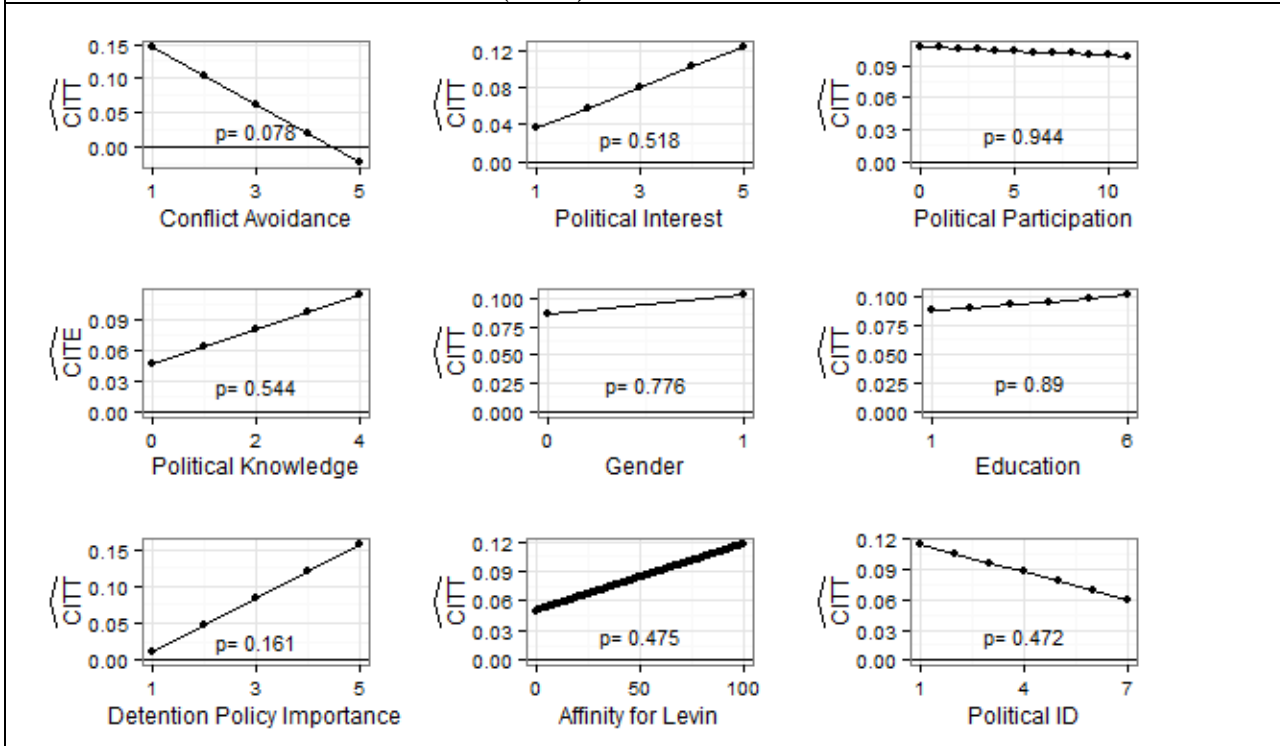 CITT
0.15
0.10
0.05
0.00
p= 0.078
1 3 5
Conflict Avoidance
CITT
0.12
0.08
0.04
0.00
p= 0.518
1 3 5
Political Interest
CITT
0.09
0.06
0.03
0.00
p= 0.944
0 5 10
Political Participation
CITE
0.09
0.06
0.03
0.00
p= 0.544
0 2 4
Political Knowledge
CITT
0.100
0.075
0.050
0.025
0.000
p= 0.776
0 1
Gender
CITT
0.100
0.075
0.050
0.025
0.000
p= 0.89
1 6
Education
CITT
0.15
0.10
0.05
0.00
p= 0.161
1 3 5
Detention Policy Importance
CITT
0.12
0.09
0.06
0.03
0.00
p= 0.475
0 50 100
Affinity for Levin
CITT
0.12
0.09
0.06
0.03
0.00
p= 0.472
1 4 7
Political ID